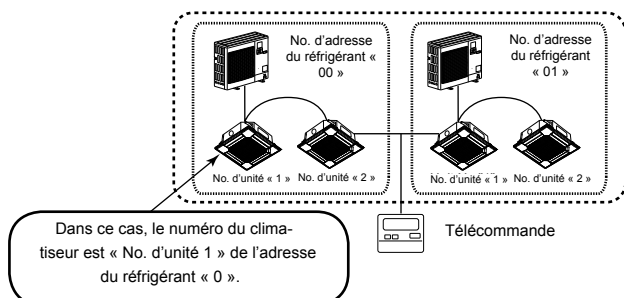 No. d'adresse
du réfrigérant «
00 »
No. d'adresse
du réfrigérant
« 01 »
No. d'unité « 1 »
No. d'unité « 2 »
No. d'unité « 1 »
No. d'unité « 2 »
Dans ce cas, le numéro du clima-
tiseur est « No. d'unité 1 » de l'adresse
du réfrigérant « 0 ».
Télécommande